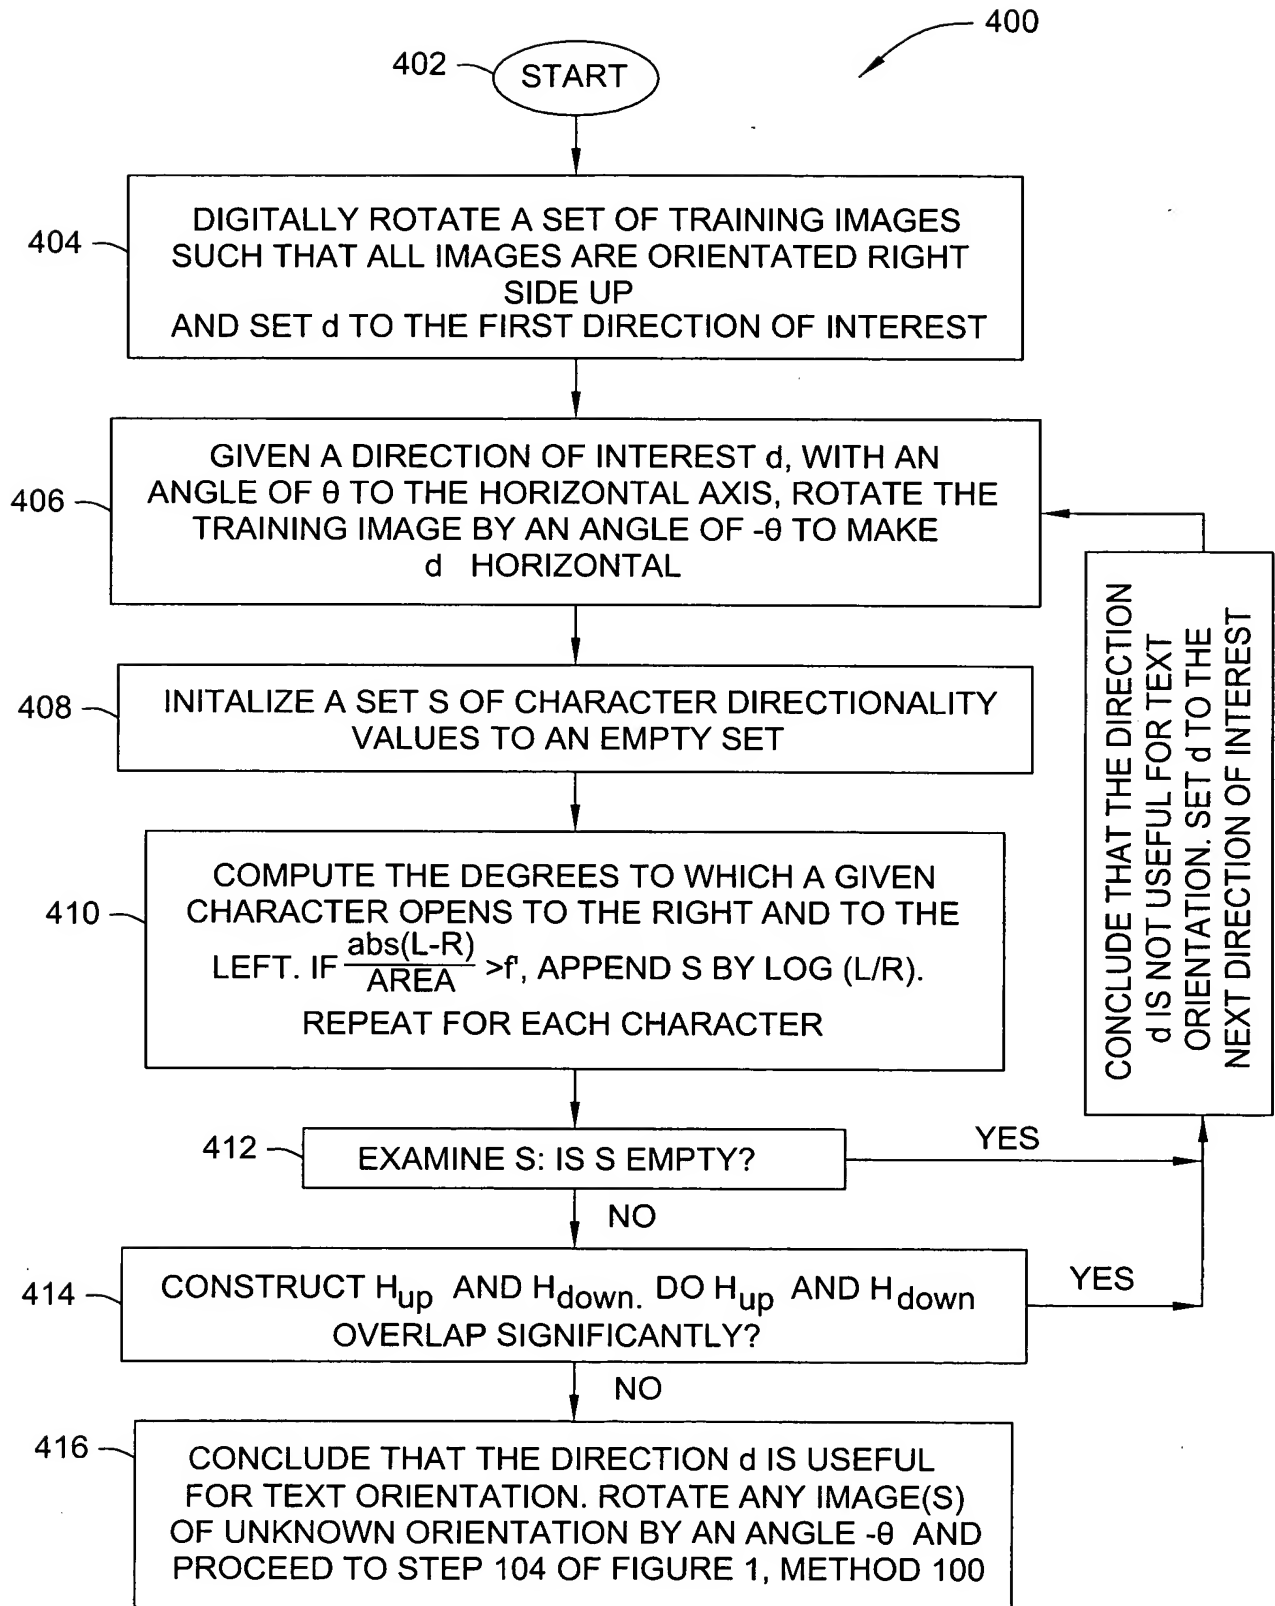 400
402
START
404
DIGITALLY ROTATE A SET OF TRAINING IMAGES
SUCH THAT ALL IMAGES ARE ORIENTATED RIGHT
SIDE UP
AND SET d TO THE FIRST DIRECTION OF INTEREST
406
GIVEN A DIRECTION OF INTEREST d, WITH AN
ANGLE OF θ TO THE HORIZONTAL AXIS, ROTATE THE
TRAINING IMAGE BY AN ANGLE OF -θ TO MAKE
d HORIZONTAL
408
INITALIZE A SET S OF CHARACTER DIRECTIONALITY
VALUES TO AN EMPTY SET
410
COMPUTE THE DEGREES TO WHICH A GIVEN
CHARACTER OPENS TO THE RIGHT AND TO THE
LEFT. IF abs(L-R)/AREA >f', APPEND S BY LOG (L/R).
REPEAT FOR EACH CHARACTER
412
EXAMINE S: IS S EMPTY?
YES
NO
414
CONSTRUCT Hup AND Hdown. DO Hup AND Hdown
OVERLAP SIGNIFICANTLY?
YES
NO
416
CONCLUDE THAT THE DIRECTION d IS USEFUL
FOR TEXT ORIENTATION. ROTATE ANY IMAGE(S)
OF UNKNOWN ORIENTATION BY AN ANGLE -θ AND
PROCEED TO STEP 104 OF FIGURE 1, METHOD 100
CONCLUDE THAT THE DIRECTION
d IS NOT USEFUL FOR TEXT
ORIENTATION. SET d TO THE
NEXT DIRECTION OF INTEREST